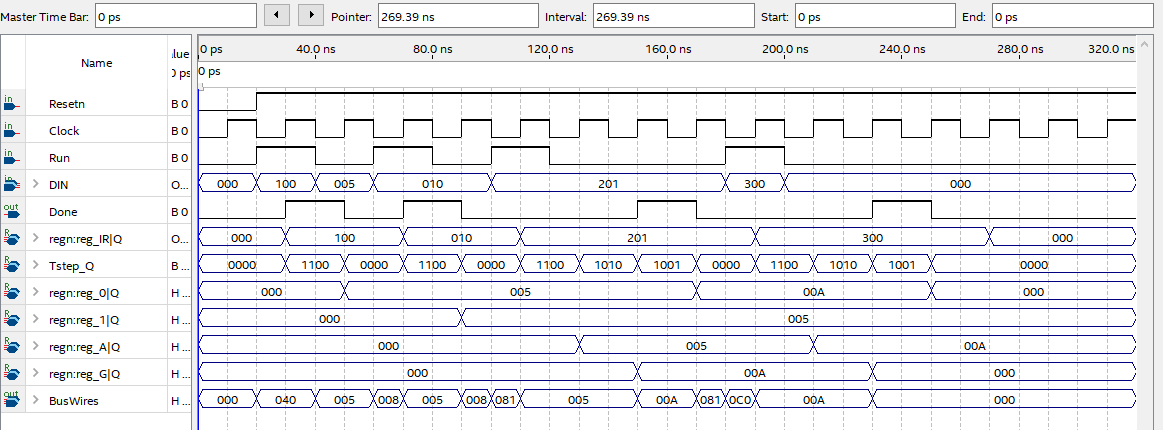 Master Time Bar: 0 ps Pointer: 269.39 ns Interval: 269.39 ns Start: 0 ps End: 0 ps
Name lue 0 ps 40.0 ns 80.0 ns 120.0 ns 160.0 ns 200.0 ns 240.0 ns 280.0 ns 320.0 ns
0 ps 0 ps
in Resetn B 0
in Clock B 0
in Run B 0
in DIN O... 000 100 005 010 201 300 000
out Done B 0
R regn:reg_IR|Q O... 000 100 010 201 300 000
R Tstep_Q B ... 0000 1100 0000 1100 0000 1100 1010 1001 0000 1100 1010 1001 0000
R regn:reg_0|Q H ... 000 005 00A 000
R regn:reg_1|Q H ... 000 005
R regn:reg_A|Q H ... 000 005 00A
R regn:reg_G|Q H ... 000 00A 000
out BusWires H ... 000 040 005 008 005 008 081 005 00A 081 0C0 00A 000